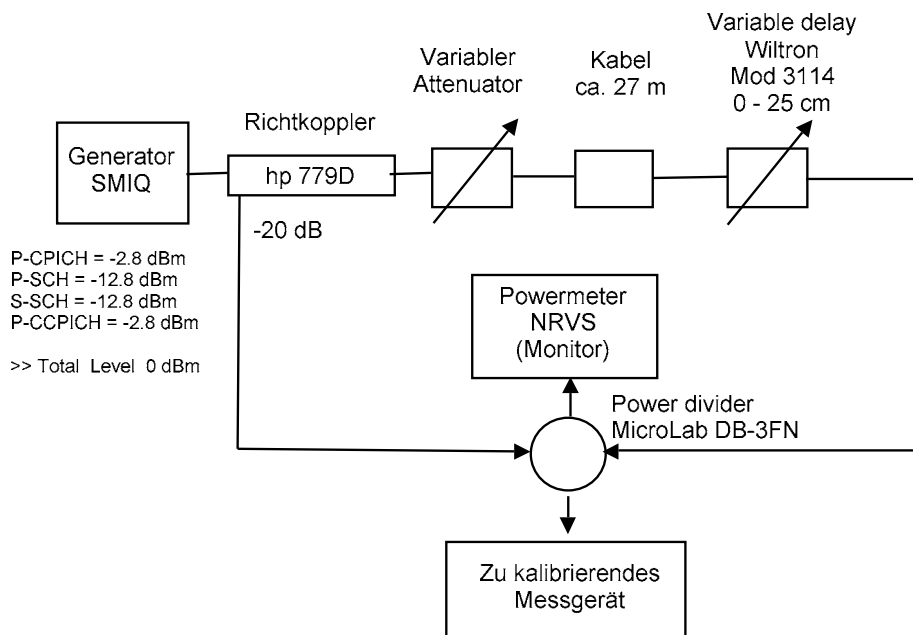 Variable delay
Wiltron
Mod 3114
0 - 25 cm
Variabler
Attenuator
Kabel
ca. 27 m
Richtkoppler
Generator
SMIQ
hp 779D
-20 dB
P-CPICH = -2.8 dBm
P-SCH = -12.8 dBm
S-SCH = -12.8 dBm
P-CCPICH = -2.8 dBm
>> Total Level 0 dBm
Powermeter
NRVS
(Monitor)
Power divider
MicroLab DB-3FN
Zu kalibrierendes
Messgerät